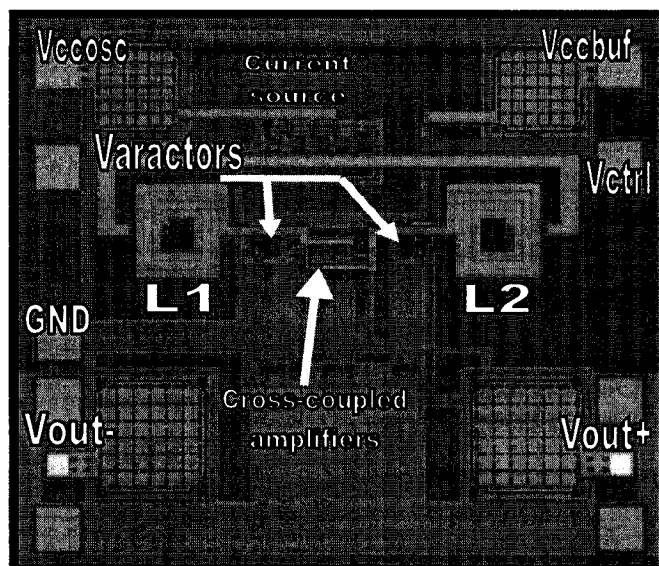 Vccosc
Vccbuf
Current
source
Varactors
Vctrl
L1
L2
GND
Cross-coupled
amplifiers
Vout-
Vout+